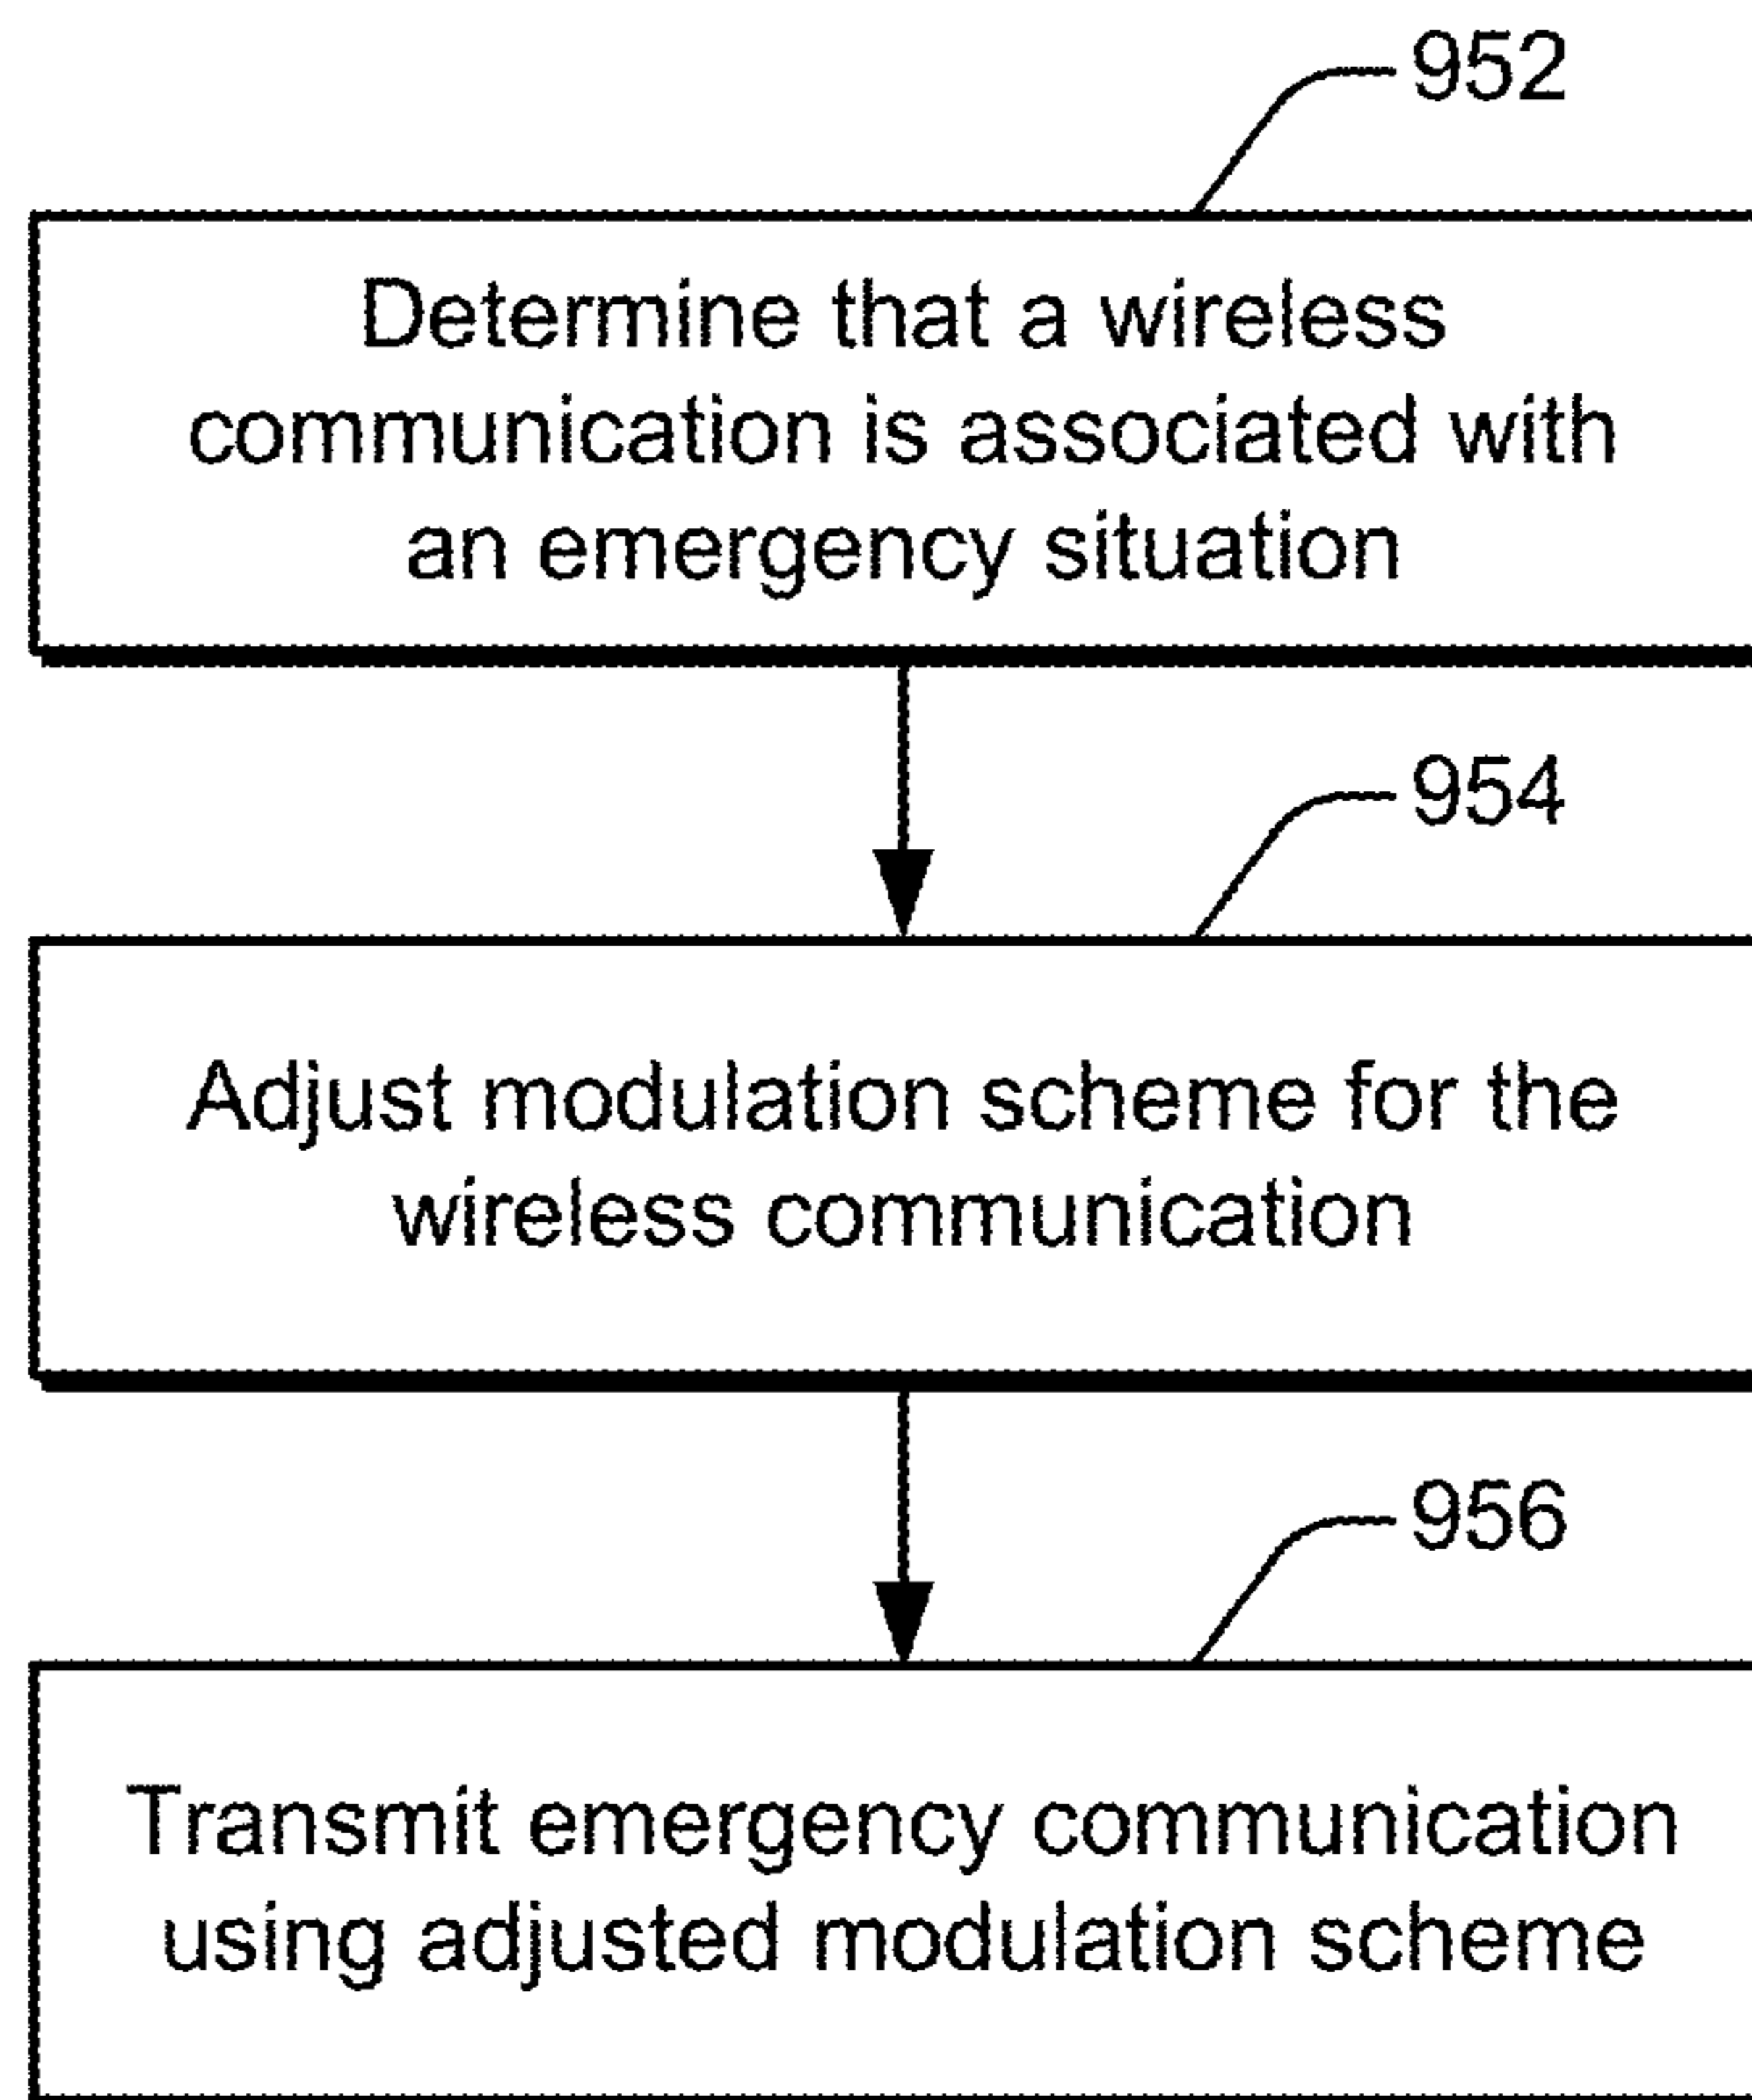 952
Determine that a wireless
communication is associated with
an emergency situation
954
Adjust modulation scheme for the
wireless communication
956
Transmit emergency communication
using adjusted modulation scheme